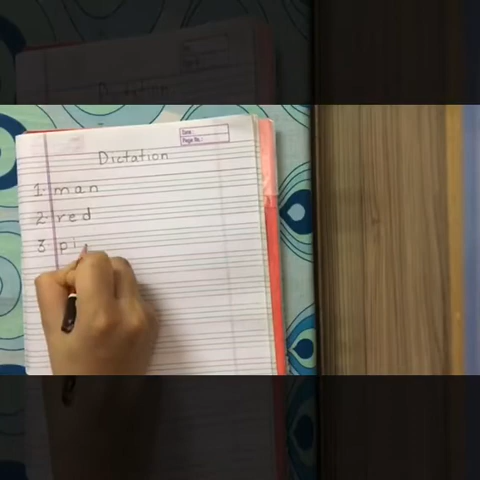 Date:
Page No.:
Dictation
1. man
2. red
3. pi